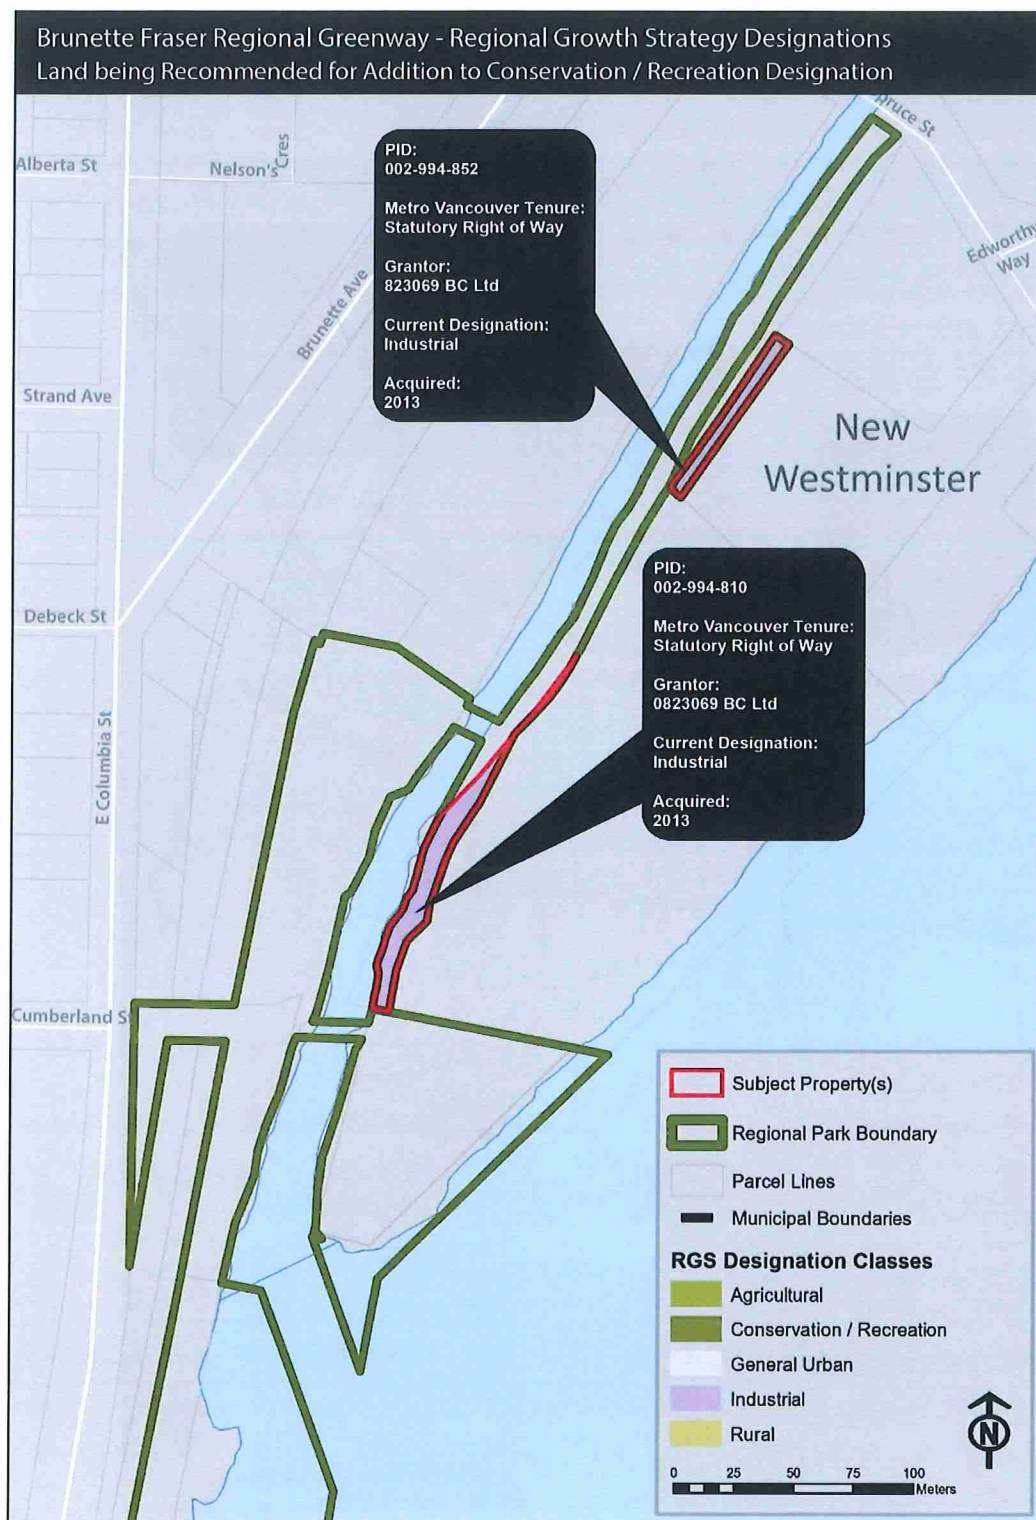 Brunette Fraser Regional Greenway - Regional Growth Strategy Designations
Land being Recommended for Addition to Conservation / Recreation Designation
Alberta St
Nelson's Cres
Brunette Ave
Strand Ave
Debeck St
E Columbia St
Edworthy Way
New
Westminster
PID:
002-994-852
Metro Vancouver Tenure:
Statutory Right of Way
Grantor:
823069 BC Ltd
Current Designation:
Industrial
Acquired:
2013
PID:
002-994-810
Metro Vancouver Tenure:
Statutory Right of Way
Grantor:
0823069 BC Ltd
Current Designation:
Industrial
Acquired:
2013
Cumberland S
Subject Property(s)
Regional Park Boundary
Parcel Lines
Municipal Boundaries
RGS Designation Classes
Agricultural
Conservation / Recreation
General Urban
Industrial
Rural
N
0 25 50 75 100
Meters